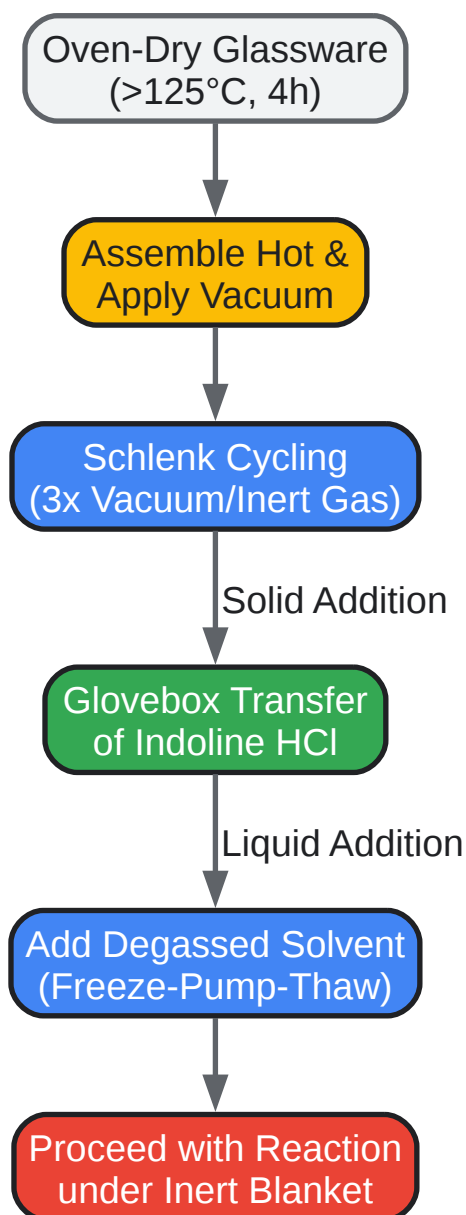 Oven-Dry Glassware
(>125°C, 4h)
Assemble Hot &
Apply Vacuum
Schlenk Cycling
(3x Vacuum/Inert Gas)
Solid Addition
Glovebox Transfer
of Indoline HCl
Liquid Addition
Add Degassed Solvent
(Freeze-Pump-Thaw)
Proceed with Reaction
under Inert Blanket